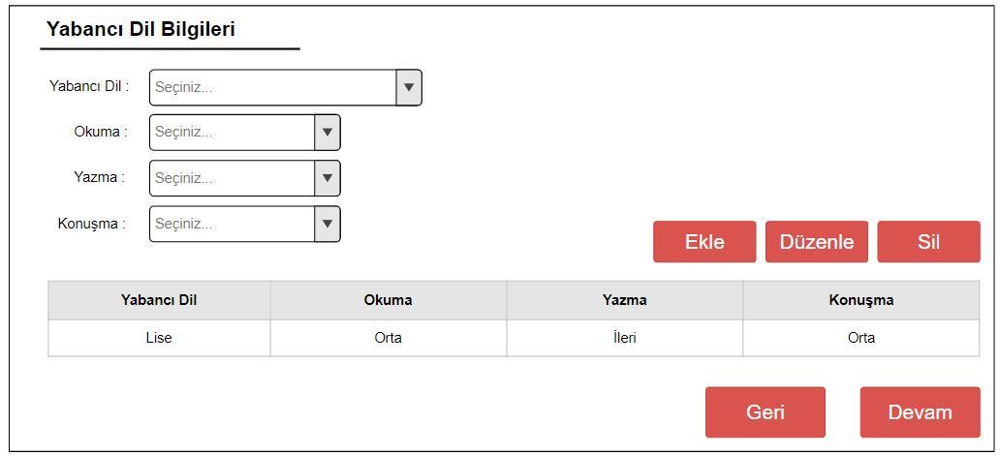 Yabancı Dil Bilgileri
Yabancı Dil : Seçiniz...
Okuma : Seçiniz...
Yazma : Seçiniz...
Konuşma : Seçiniz...
Ekle Düzenle Sil
Yabancı Dil Okuma Yazma Konuşma
Lise Orta İleri Orta
Geri Devam